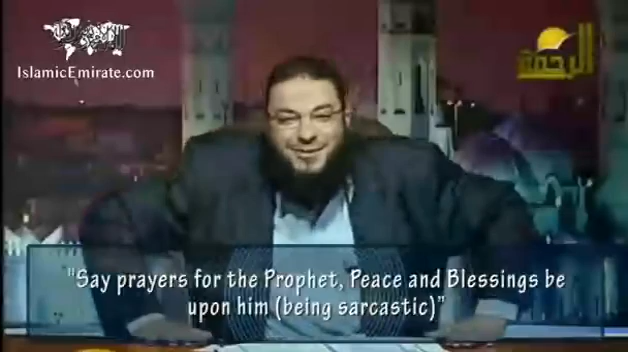 IslamicEmirate.com
الرحمة
"Say prayers for the Prophet, Peace and Blessings be
upon him (being sarcastic)"